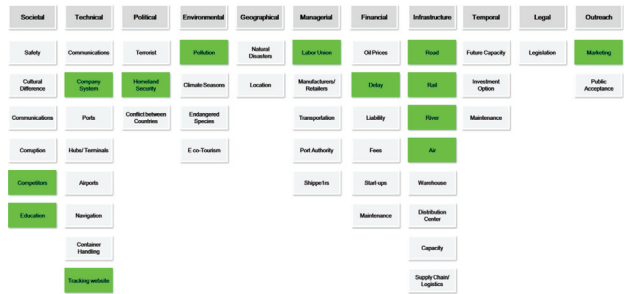 Societal Technical Political Environmental Geographical Managerial Financial Infrastructure Temporal Legal Outreach
Safety Communications Terrorist Pollution Natural Disasters Labor Union Oil Prices Road Future Capacity Legislation Marketing
Cultural Difference Company System Homeland Security Climate Seasons Location Manufacturers/ Retailers Delay Rail Investment Option Public Acceptance
Communications Ports Conflict between Countries Endangered Species Transportation Liability River Maintenance
Corruption Hubs/ Terminals E co-Tourism Port Authority Fees Air
Competitors Airports Shippe1rs Start-ups Warehouse
Education Navigation Maintenance Distribution Center
Container Handling Capacity
Tracking website Supply Chain/ Logistics